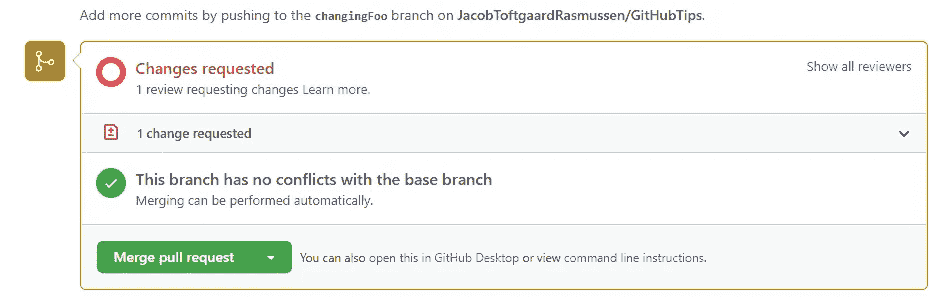 Add more commits by pushing to the changingFoo branch on JacobToftgaardRasmussen/GitHubTips.
Changes requested
Show all reviewers
1 review requesting changes Learn more.
1 change requested
This branch has no conflicts with the base branch
Merging can be performed automatically.
Merge pull request
You can also open this in GitHub Desktop or view command line instructions.